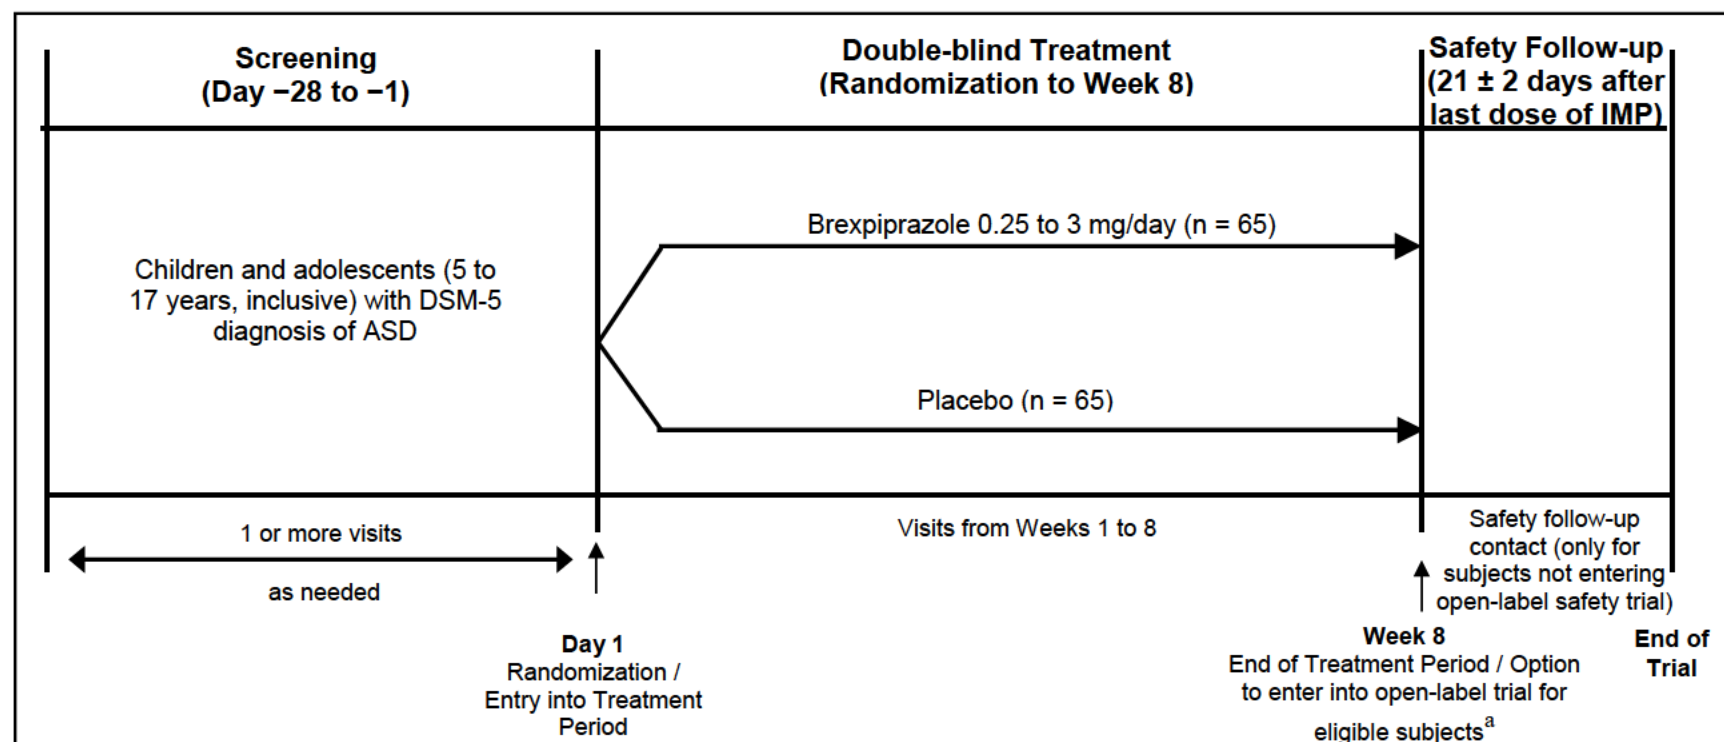 Screening
(Day −28 to −1)
Double-blind Treatment
(Randomization to Week 8)
Safety Follow-up
(21 ± 2 days after
last dose of IMP)
Children and adolescents (5 to
17 years, inclusive) with DSM-5
diagnosis of ASD
Brexpiprazole 0.25 to 3 mg/day (n = 65)
Placebo (n = 65)
1 or more visits
as needed
Visits from Weeks 1 to 8
Safety follow-up
contact (only for
subjects not entering
open-label safety trial)
Day 1
Randomization /
Entry into Treatment
Period
Week 8
End of Treatment Period / Option
to enter into open-label trial for
eligible subjectsᵃ
End of
Trial